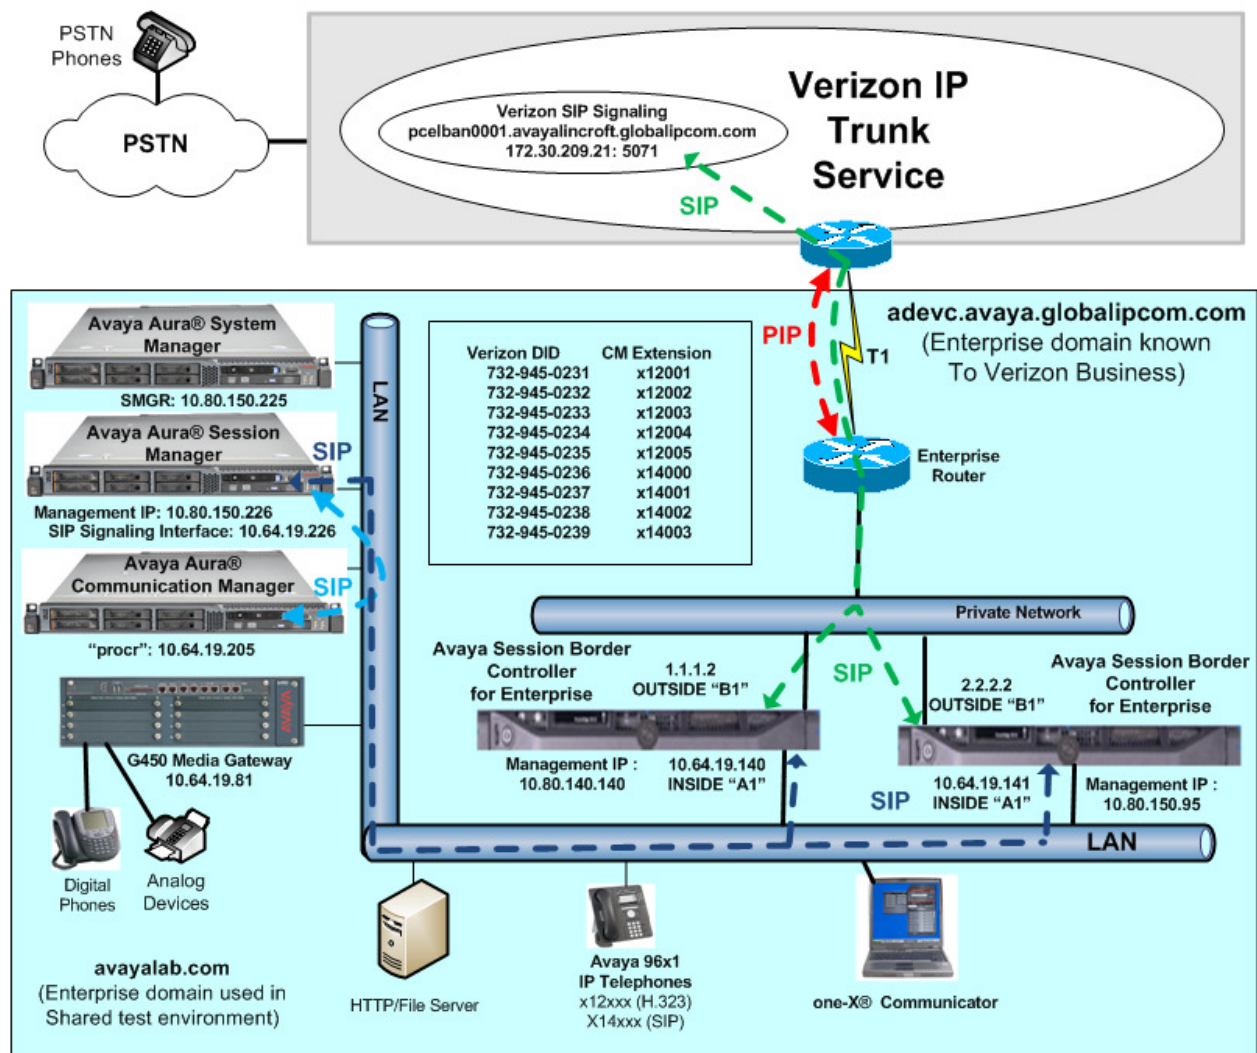 PSTN
Phones
PSTN
Verizon IP
Trunk
Service
Verizon SIP Signaling
pcelban0001.avayalincroft.globalipcom.com
172.30.209.21: 5071
SIP
PIP
T1
adevc.avaya.globalipcom.com
(Enterprise domain known
To Verizon Business)
Avaya Aura® System
Manager
SMGR: 10.80.150.225
Avaya Aura® Session
Manager
SIP
Management IP: 10.80.150.226
SIP Signaling Interface: 10.64.19.226
Avaya Aura®
Communication Manager
SIP
"procr": 10.64.19.205
LAN
Verizon DID CM Extension
732-945-0231 x12001
732-945-0232 x12002
732-945-0233 x12003
732-945-0234 x12004
732-945-0235 x12005
732-945-0236 x14000
732-945-0237 x14001
732-945-0238 x14002
732-945-0239 x14003
Enterprise
Router
Private Network
Avaya Session Border
Controller
for Enterprise
1.1.1.2
OUTSIDE "B1"
SIP
2.2.2.2
OUTSIDE "B1"
Avaya Session Border
Controller
for Enterprise
AVAYA
G450 Media Gateway
10.64.19.81
Management IP :
10.80.140.140
10.64.19.140
INSIDE "A1"
SIP
10.64.19.141
INSIDE "A1"
Management IP :
10.80.150.95
LAN
Digital
Phones
Analog
Devices
HTTP/File Server
Avaya 96x1
IP Telephones
x12xxx (H.323)
X14xxx (SIP)
one-X® Communicator
avayalab.com
(Enterprise domain used in
Shared test environment)